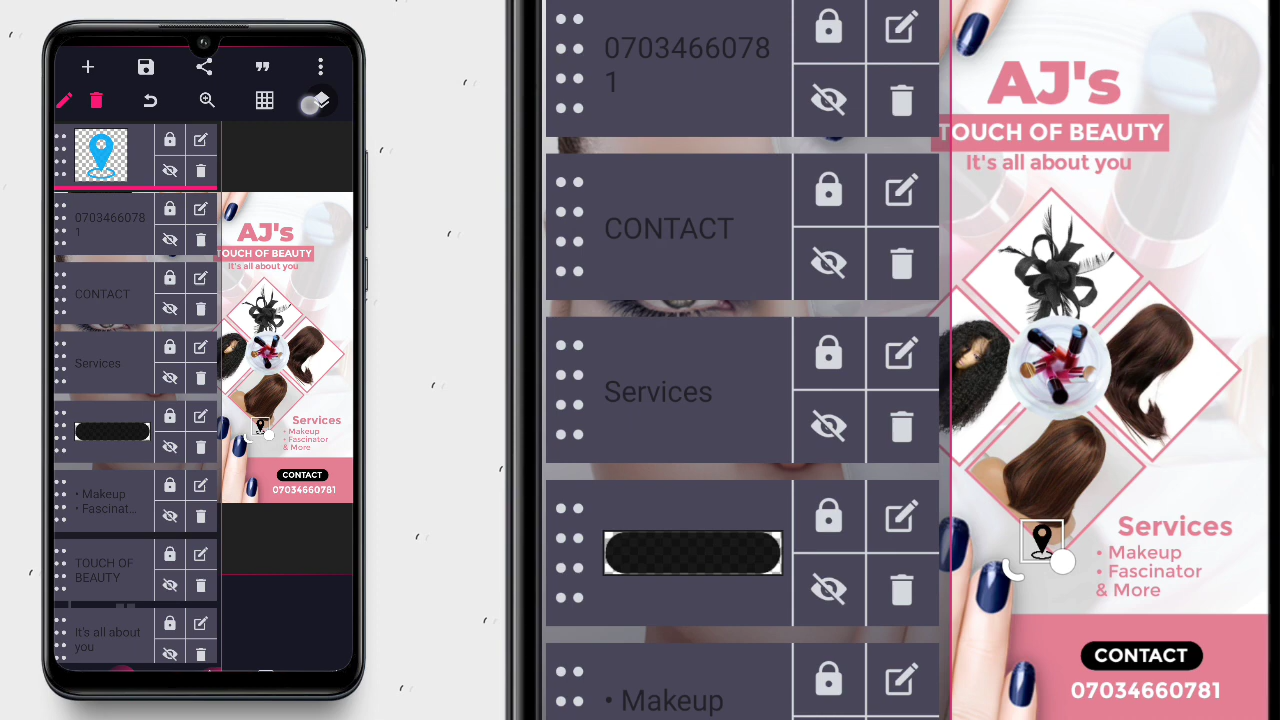 0703466078
1
CONTACT
Services
• Makeup
• Fascinat...
TOUCH OF
BEAUTY
It's all about
you
AJ's
TOUCH OF BEAUTY
It's all about you
Services
• Makeup
• Fascinator
& More
CONTACT
07034660781
0703466078
1
CONTACT
Services
• Makeup
AJ's
TOUCH OF BEAUTY
It's all about you
Services
• Makeup
• Fascinator
& More
CONTACT
07034660781